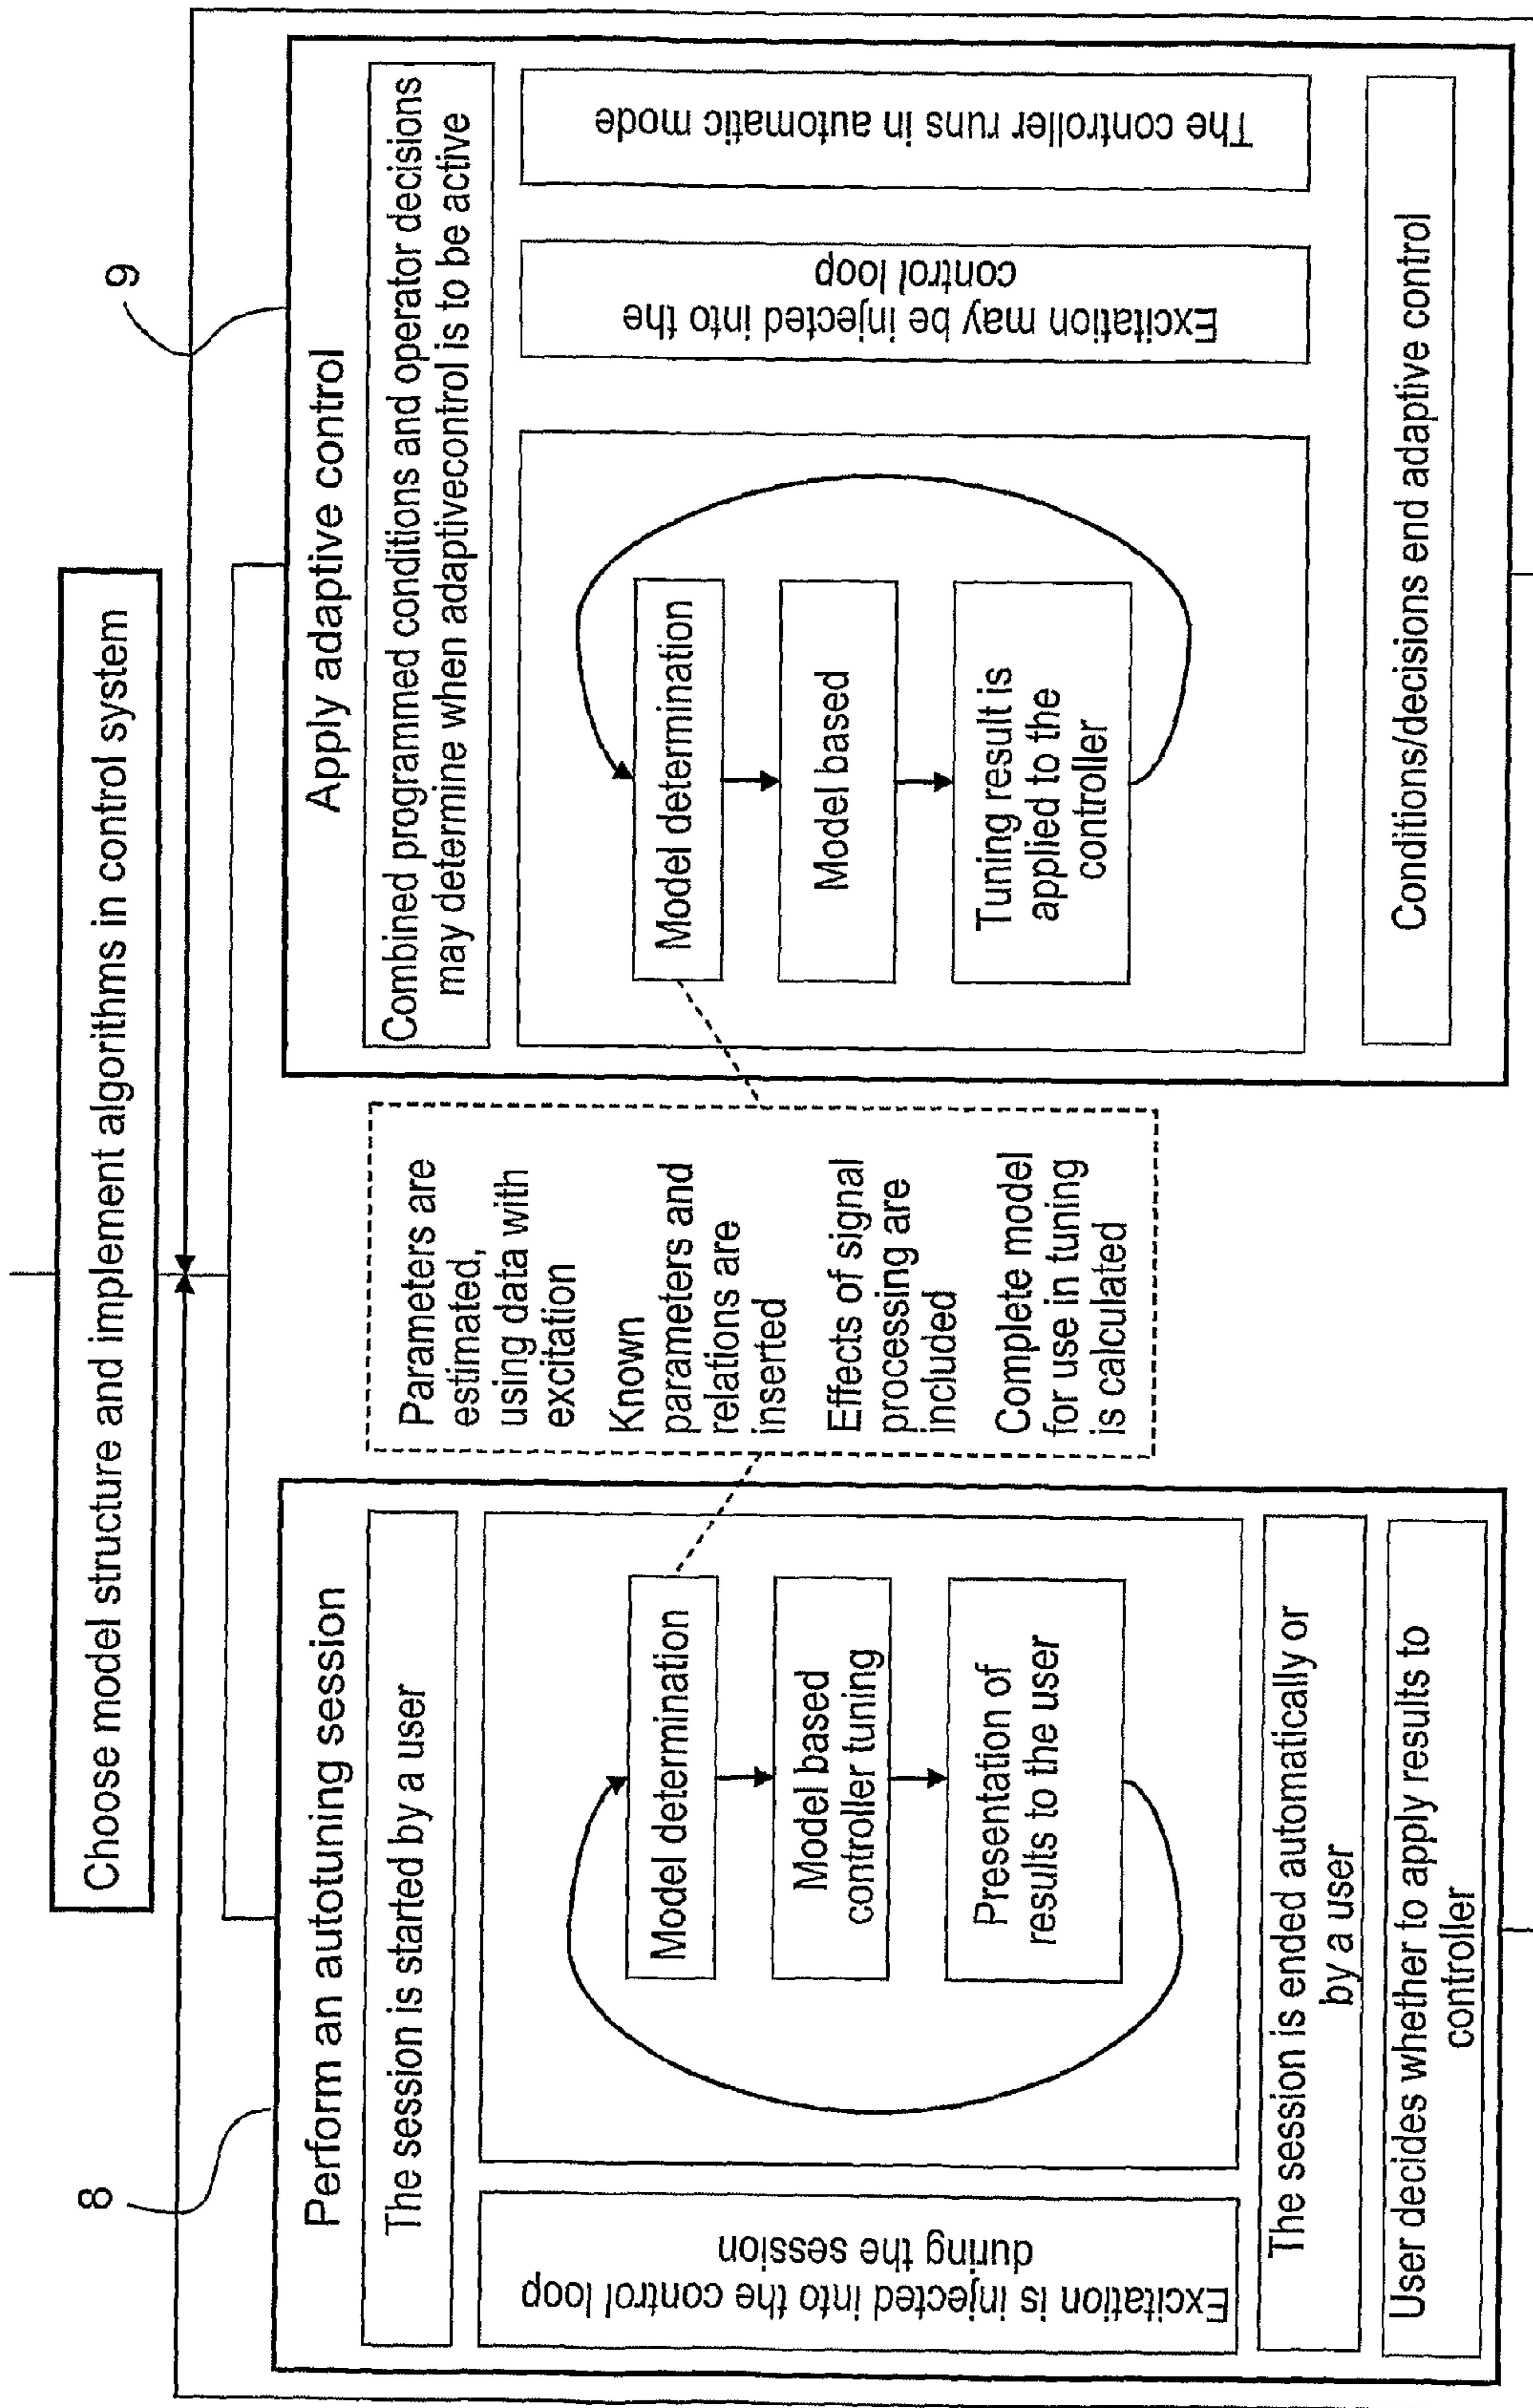 Choose model structure and implement algorithms in control system
8
9
Perform an autotuning session
The session is started by a user
Excitation is injected into the control loop
during the session
Model determination
Model based
controller tuning
Presentation of
results to the user
The session is ended automatically or
by a user
User decides whether to apply results to
controller
Parameters are
estimated,
using data with
excitation
Known
parameters and
relations are
inserted
Effects of signal
processing are
included
Complete model
for use in tuning
is calculated
Apply adaptive control
Combined programmed conditions and operator decisions
may determine when adaptivecontrol is to be active
Model determination
Model based
Tuning result is
applied to the
controller
Excitation may be injected into the
control loop
The controller runs in automatic mode
Conditions/decisions end adaptive control